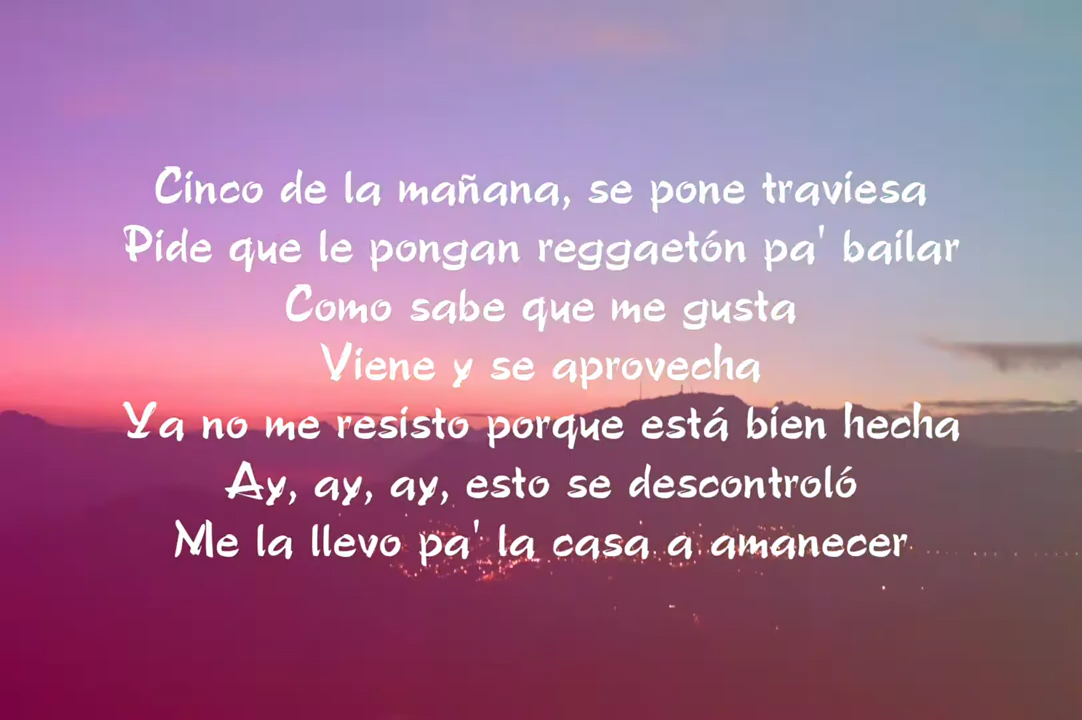 Cinco de la mañana, se pone traviesa
Pide que le pongan reggaetón pa' bailar
Como sabe que me gusta
Viene y se aprovecha
Ya no me resisto porque está bien hecha
Ay, ay, ay, esto se descontroló
Me la llevo pa' la casa a amanecer